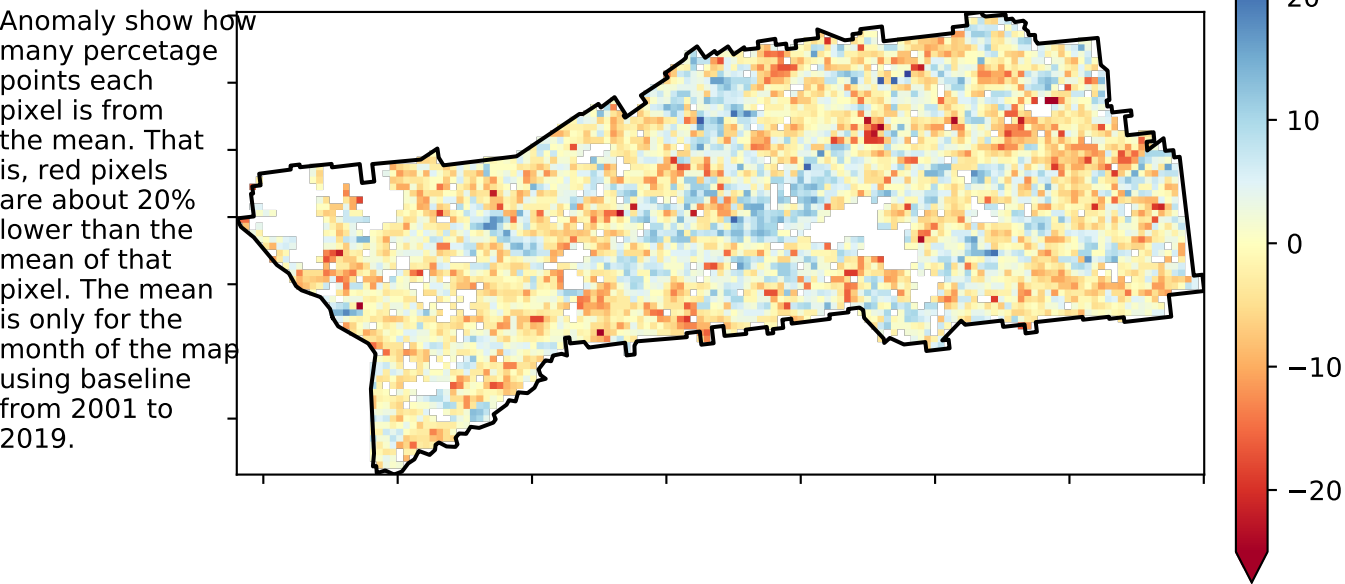 Anomaly show how
many percetage
points each
pixel is from
the mean. That
is, red pixels
are about 20%
lower than the
mean of that
pixel. The mean
is only for the
month of the map
using baseline
from 2001 to
2019.
20
10
0
−10
−20